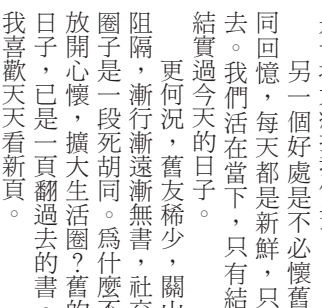 另一個好處是不必懷舊
同回憶，每天都是新鮮，只
去。我們活在當下，只有結
結實過今天的日子。
更何況，舊友稀少，關山
阻隔，漸行漸遠漸無書，社交
圈子是一段死胡同。爲什麼不
放開心懷，擴大生活圈？舊的
日子，已是一頁翻過去的書。
我喜歡天天看新頁。